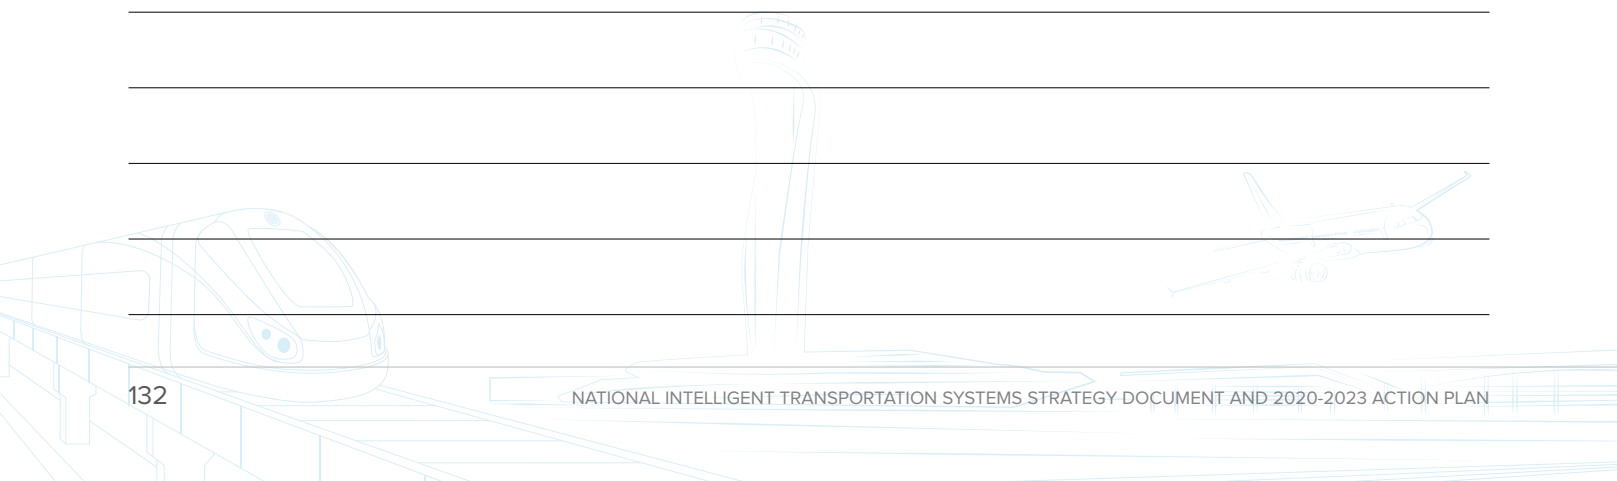 132
NATIONAL INTELLIGENT TRANSPORTATION SYSTEMS STRATEGY DOCUMENT AND 2020-2023 ACTION PLAN